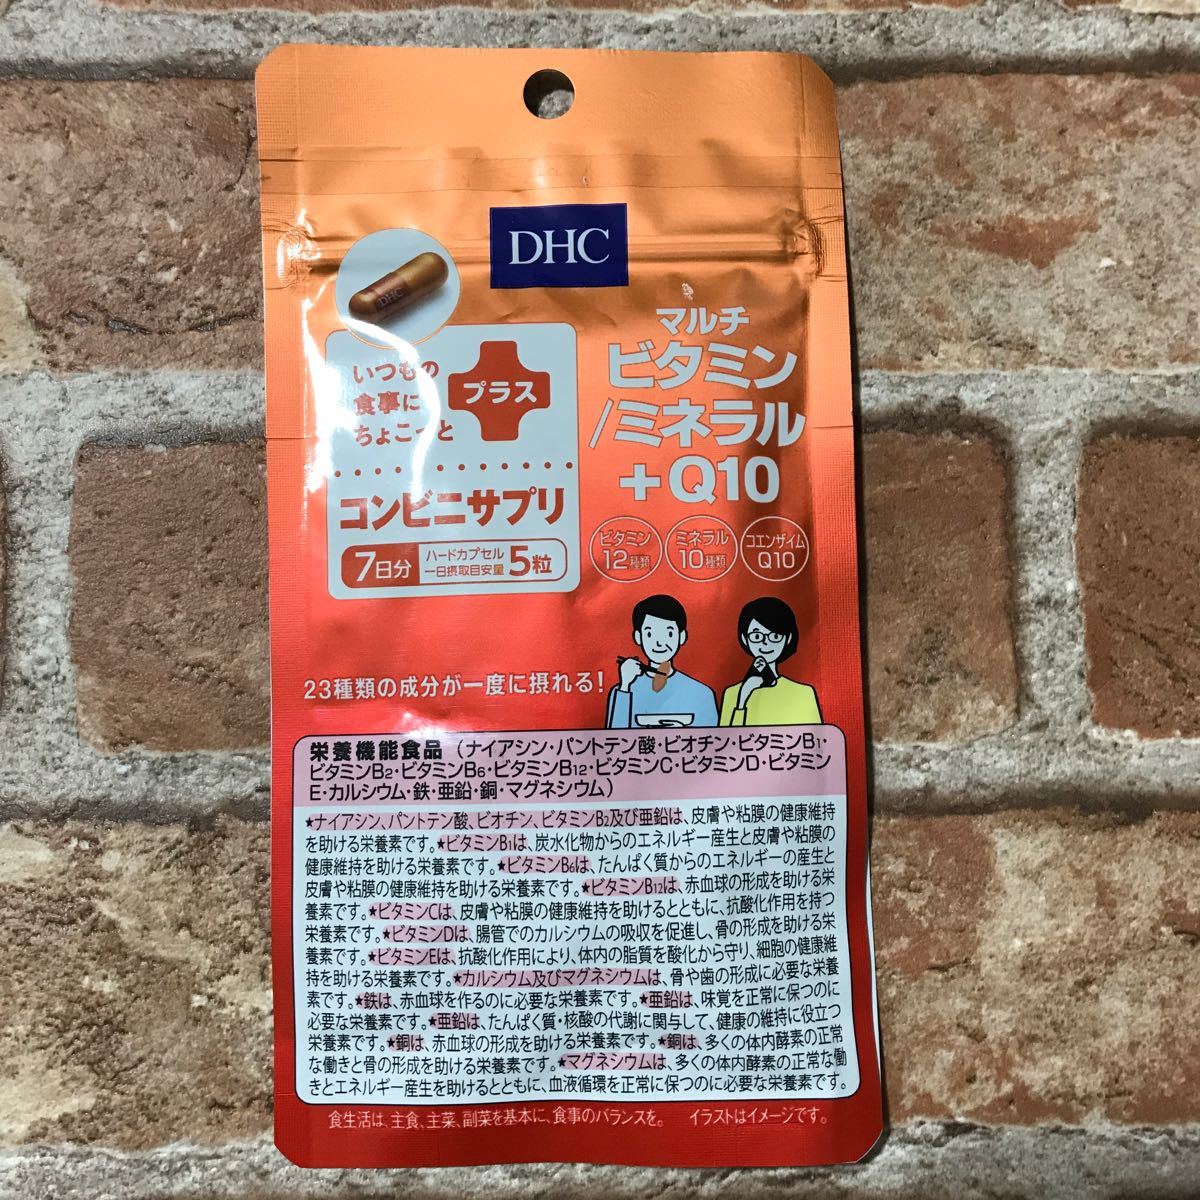 DHC
DHC
マルチ
ビタミン
/ミネラル
+Q10
いつもの
食事に
ちょこっと
プラス
コンビニサプリ
7日分
ハードカプセル
一日摂取目安量
5粒
ビタミン
12種類
ミネラル
10種類
コエンザイム
Q10
23種類の成分が一度に摂れる!
栄養機能食品(ナイアシン・パントテン酸・ビオチン・ビタミンB1・
ビタミンB2・ビタミンB6・ビタミンB12・ビタミンC・ビタミンD・ビタミン
E・カルシウム・鉄・亜鉛・銅・マグネシウム)
★ナイアシン、パントテン酸、ビオチン、ビタミンB2及び亜鉛は、皮膚や粘膜の健康維持
を助ける栄養素です。★ビタミンB1は、炭水化物からのエネルギー産生と皮膚や粘膜の
健康維持を助ける栄養素です。★ビタミンB6は、たんぱく質からのエネルギーの産生と
皮膚や粘膜の健康維持を助ける栄養素です。★ビタミンB12は、赤血球の形成を助ける栄
養素です。★ビタミンCは、皮膚や粘膜の健康維持を助けるとともに、抗酸化作用を持つ
栄養素です。★ビタミンDは、腸管でのカルシウムの吸収を促進し、骨の形成を助ける栄
養素です。★ビタミンEは、抗酸化作用により、体内の脂質を酸化から守り、細胞の健康維
持を助ける栄養素です。★カルシウム及びマグネシウムは、骨や歯の形成に必要な栄養
素です。★鉄は、赤血球を作るのに必要な栄養素です。★亜鉛は、味覚を正常に保つのに
必要な栄養素です。★亜鉛は、たんぱく質・核酸の代謝に関与して、健康の維持に役立つ
栄養素です。★銅は、赤血球の形成を助ける栄養素です。★銅は、多くの体内酵素の正常
な働きと骨の形成を助ける栄養素です。★マグネシウムは、多くの体内酵素の正常な働
きとエネルギー産生を助けるとともに、血液循環を正常に保つのに必要な栄養素です。
食生活は、主食、主菜、副菜を基本に、食事のバランスを。 イラストはイメージです。